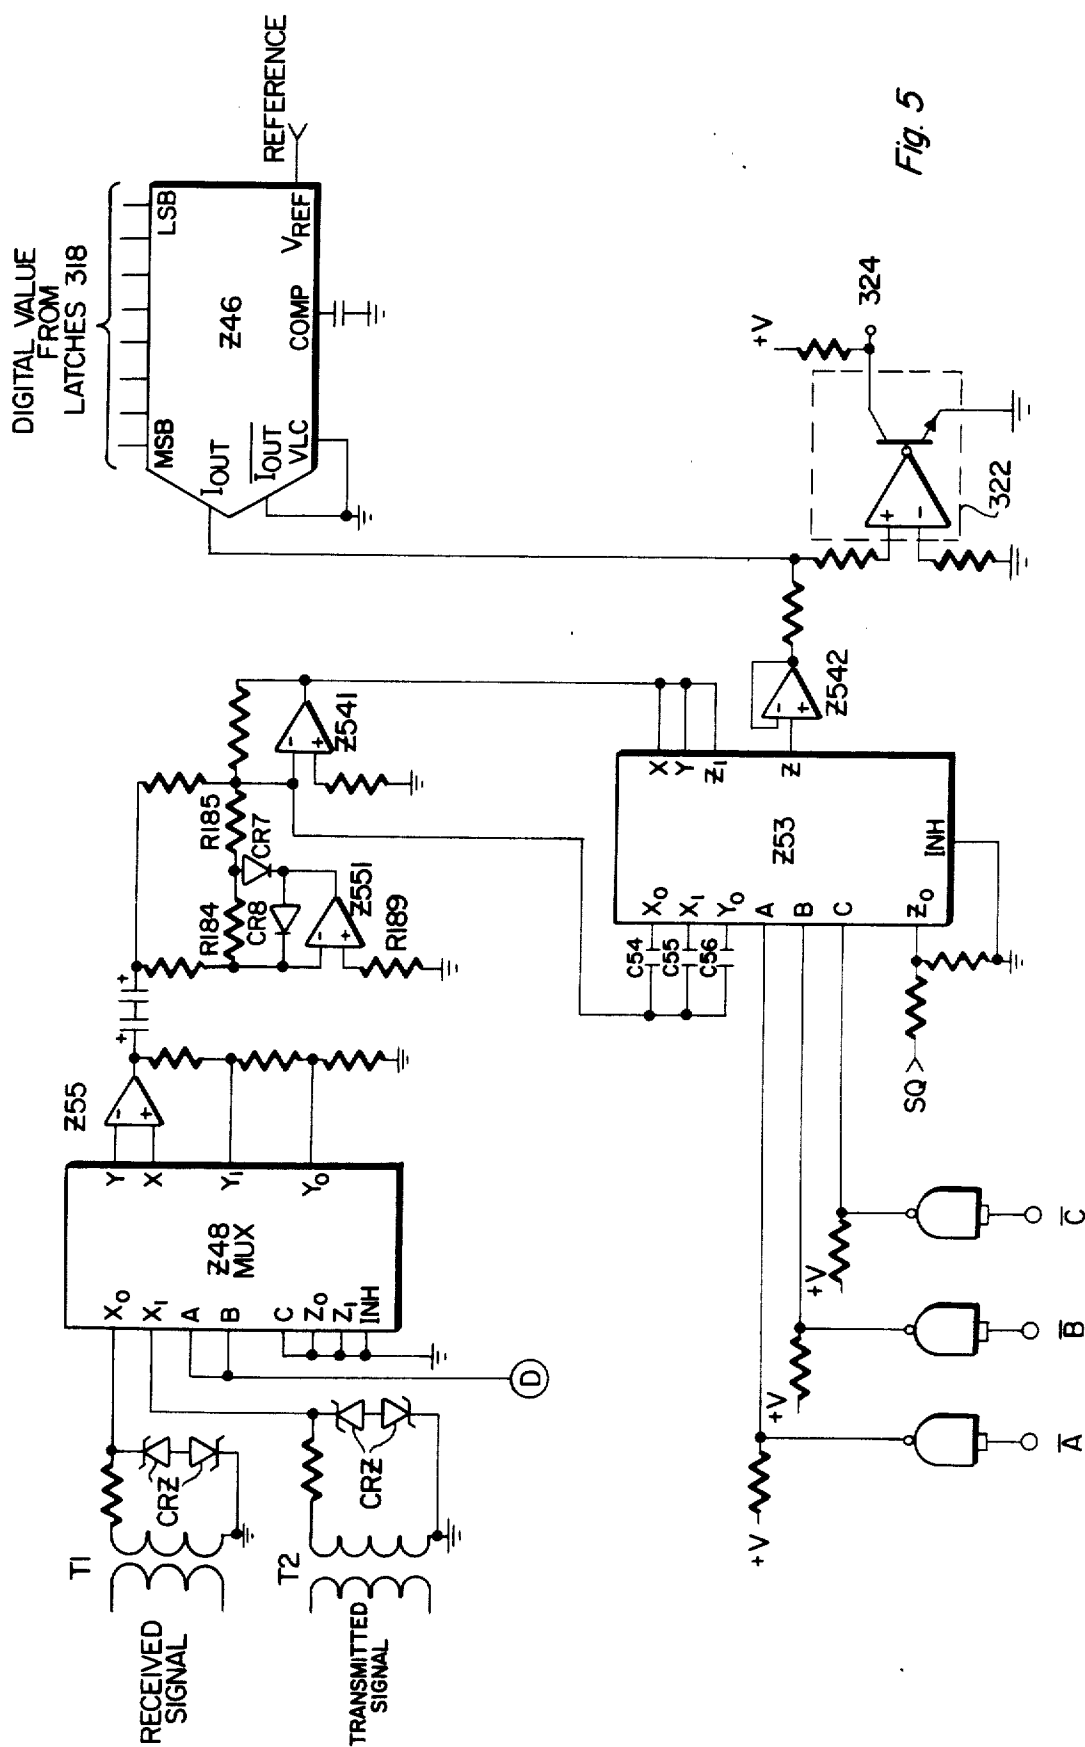 RECEIVED
SIGNAL
T1
CRZ
TRANSMITTED
SIGNAL
T2
CRZ
D
X0
X1
A
B
C
Z0
Z1
INH
Z48
MUX
Y
X
Y1
Y0
Z55
-
+
+
+
R184
R185
CR8
CR7
-
+
Z551
R189
-
+
Z541
DIGITAL VALUE
FROM
LATCHES 318
MSB
LSB
IOUT
IOUT
VLC
Z46
COMP
VREF
REFERENCE
C54
C55
C56
X0
X1
Y0
A
B
C
Z0
Z53
INH
X
Y
Z1
Z
-
+
Z542
SQ
+V
+V
+V
A
B
C
+
-
322
+V
324
Fig. 5